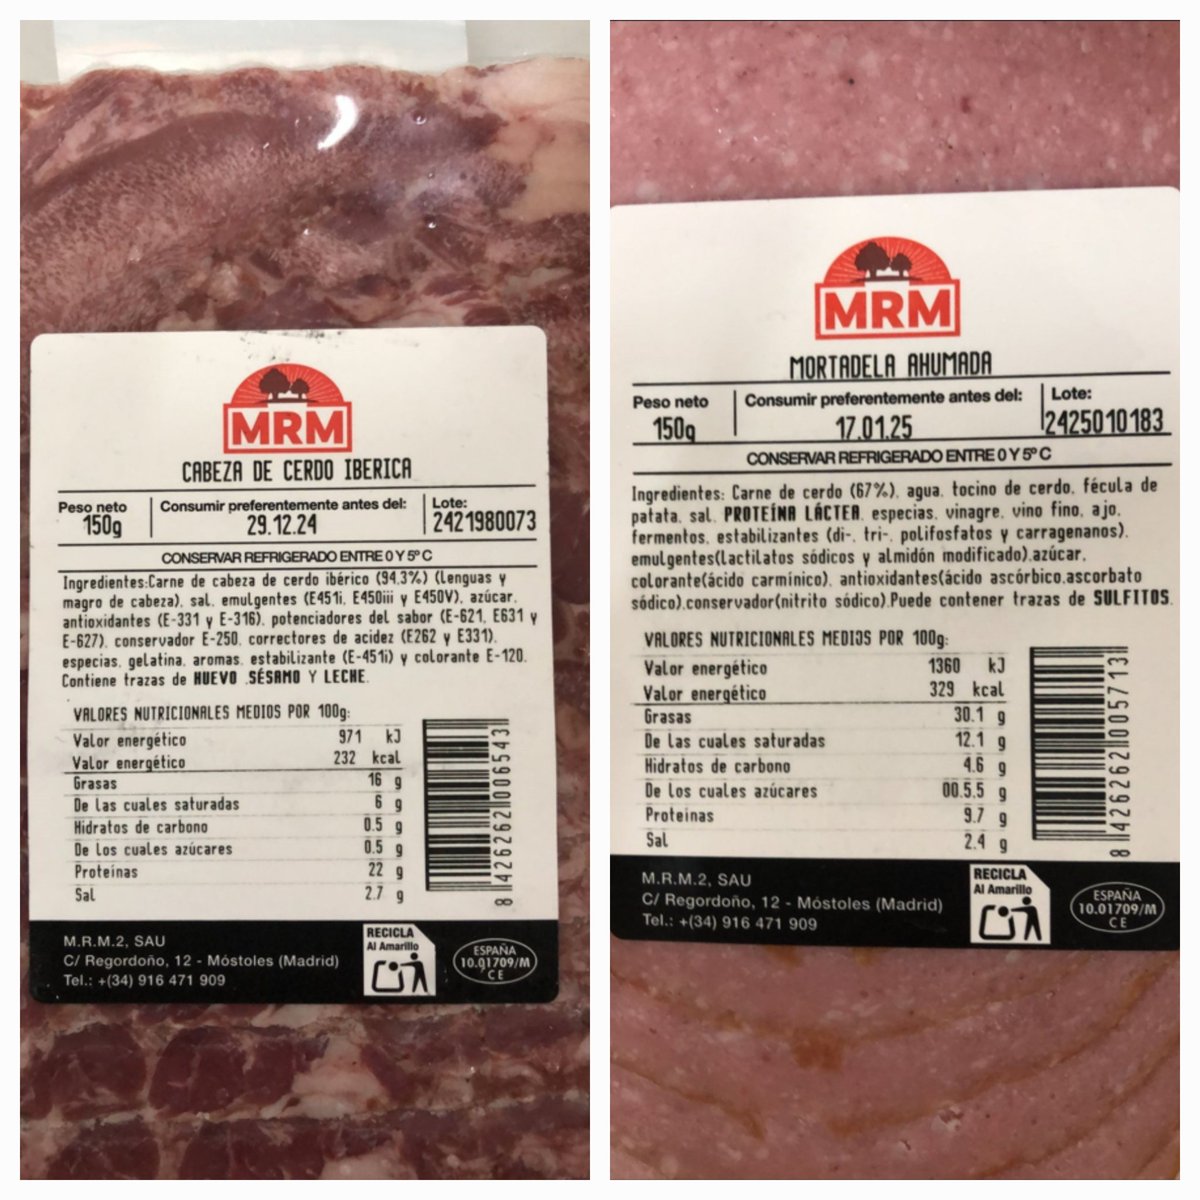 MRM
CABEZA DE CERDO IBERICA
Peso neto
150g
Consumir preferentemente antes del:
29.12.24
Lote:
2421980073
CONSERVAR REFRIGERADO ENTRE 0 Y 5º C
Ingredientes:Carne de cabeza de cerdo ibérico (94,3%) (Lenguas y
magro de cabeza), sal, emulgentes (E451i, E450iii y E450V), azúcar,
antioxidantes (E-331 y E-316), potenciadores del sabor (E-621, E631 y
E-627), conservador E-250, correctores de acidez (E262 y E331),
especias, gelatina, aromas, estabilizante (E-451i) y colorante E-120.
Contiene trazas de HUEVO ,SÉSAMO Y LECHE.
VALORES NUTRICIONALES MEDIOS POR 100g:
Valor energético 971 kJ
Valor energético 232 kcal
Grasas 16 g
De las cuales saturadas 6 g
Hidratos de carbono 0.5 g
De los cuales azúcares 0.5 g
Proteínas 22 g
Sal 2.7 g
8 426262 006543
M.R.M.2, SAU
C/ Regordoño, 12 - Móstoles (Madrid)
Tel.: +(34) 916 471 909
RECICLA
Al Amarillo
ESPAÑA
10.01709/M
CE
MRM
MORTADELA AHUMADA
Peso neto
150g
Consumir preferentemente antes del:
17.01.25
Lote:
2425010183
CONSERVAR REFRIGERADO ENTRE 0 Y 5º C
Ingredientes: Carne de cerdo (67%), agua, tocino de cerdo, fécula de
patata, sal, PROTEÍNA LÁCTEA, especias, vinagre, vino fino, ajo,
fermentos, estabilizantes (di-, tri-, polifosfatos y carragenanos),
emulgentes(lactilatos sódicos y almidón modificado),azúcar,
colorante(ácido carmínico), antioxidantes(ácido ascórbico,ascorbato
sódico),conservador(nitrito sódico).Puede contener trazas de SULFITOS.
VALORES NUTRICIONALES MEDIOS POR 100g:
Valor energético 1360 kJ
Valor energético 329 kcal
Grasas 30.1 g
De las cuales saturadas 12.1 g
Hidratos de carbono 4.6 g
De los cuales azúcares 00.5.5 g
Proteinas 9.7 g
Sal 2.4 g
8 426262 005713
M.R.M.2, SAU
C/ Regordoño, 12 - Móstoles (Madrid)
Tel.: +(34) 916 471 909
RECICLA
Al Amarillo
ESPAÑA
10.01709/M
CE